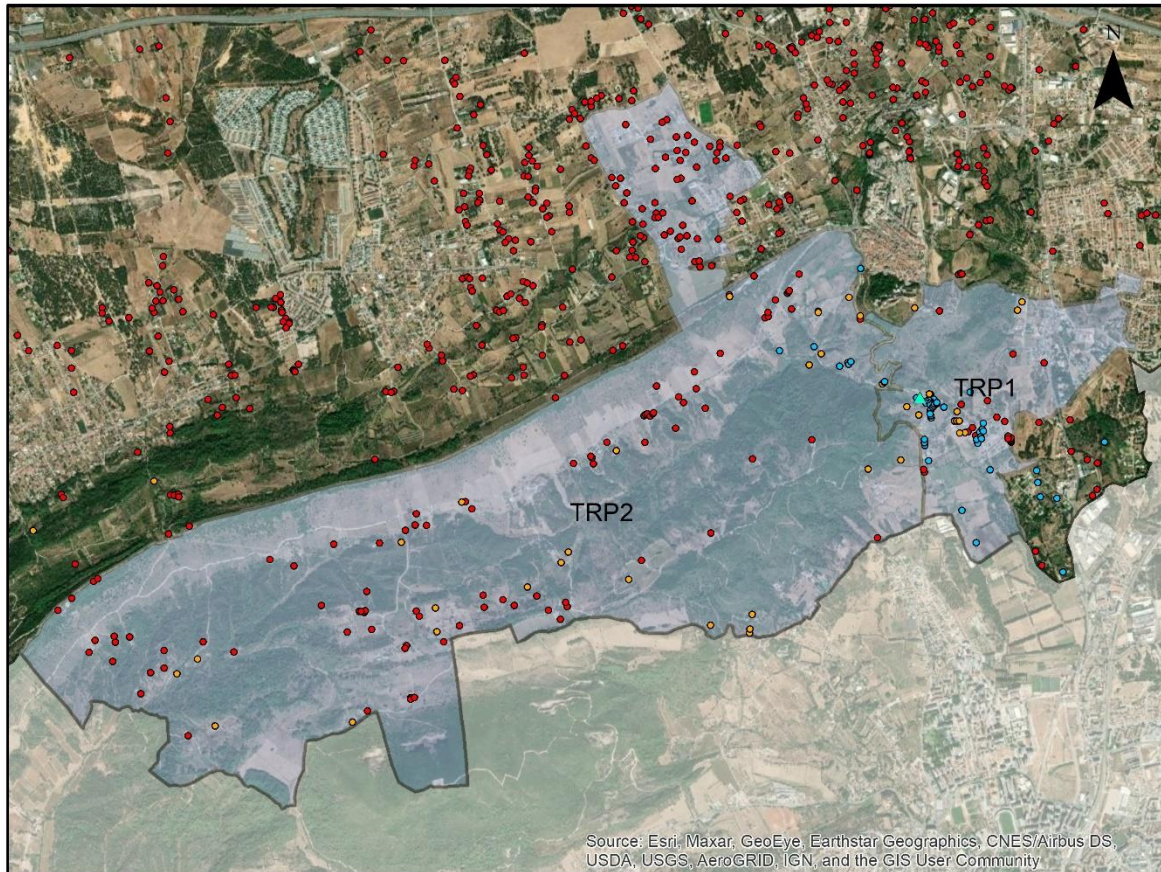 N
TRP1
TRP2
Source: Esri, Maxar, GeoEye, Earthstar Geographics, CNES/Airbus DS,
USDA, USGS, AeroGRID, IGN, and the GIS User Community